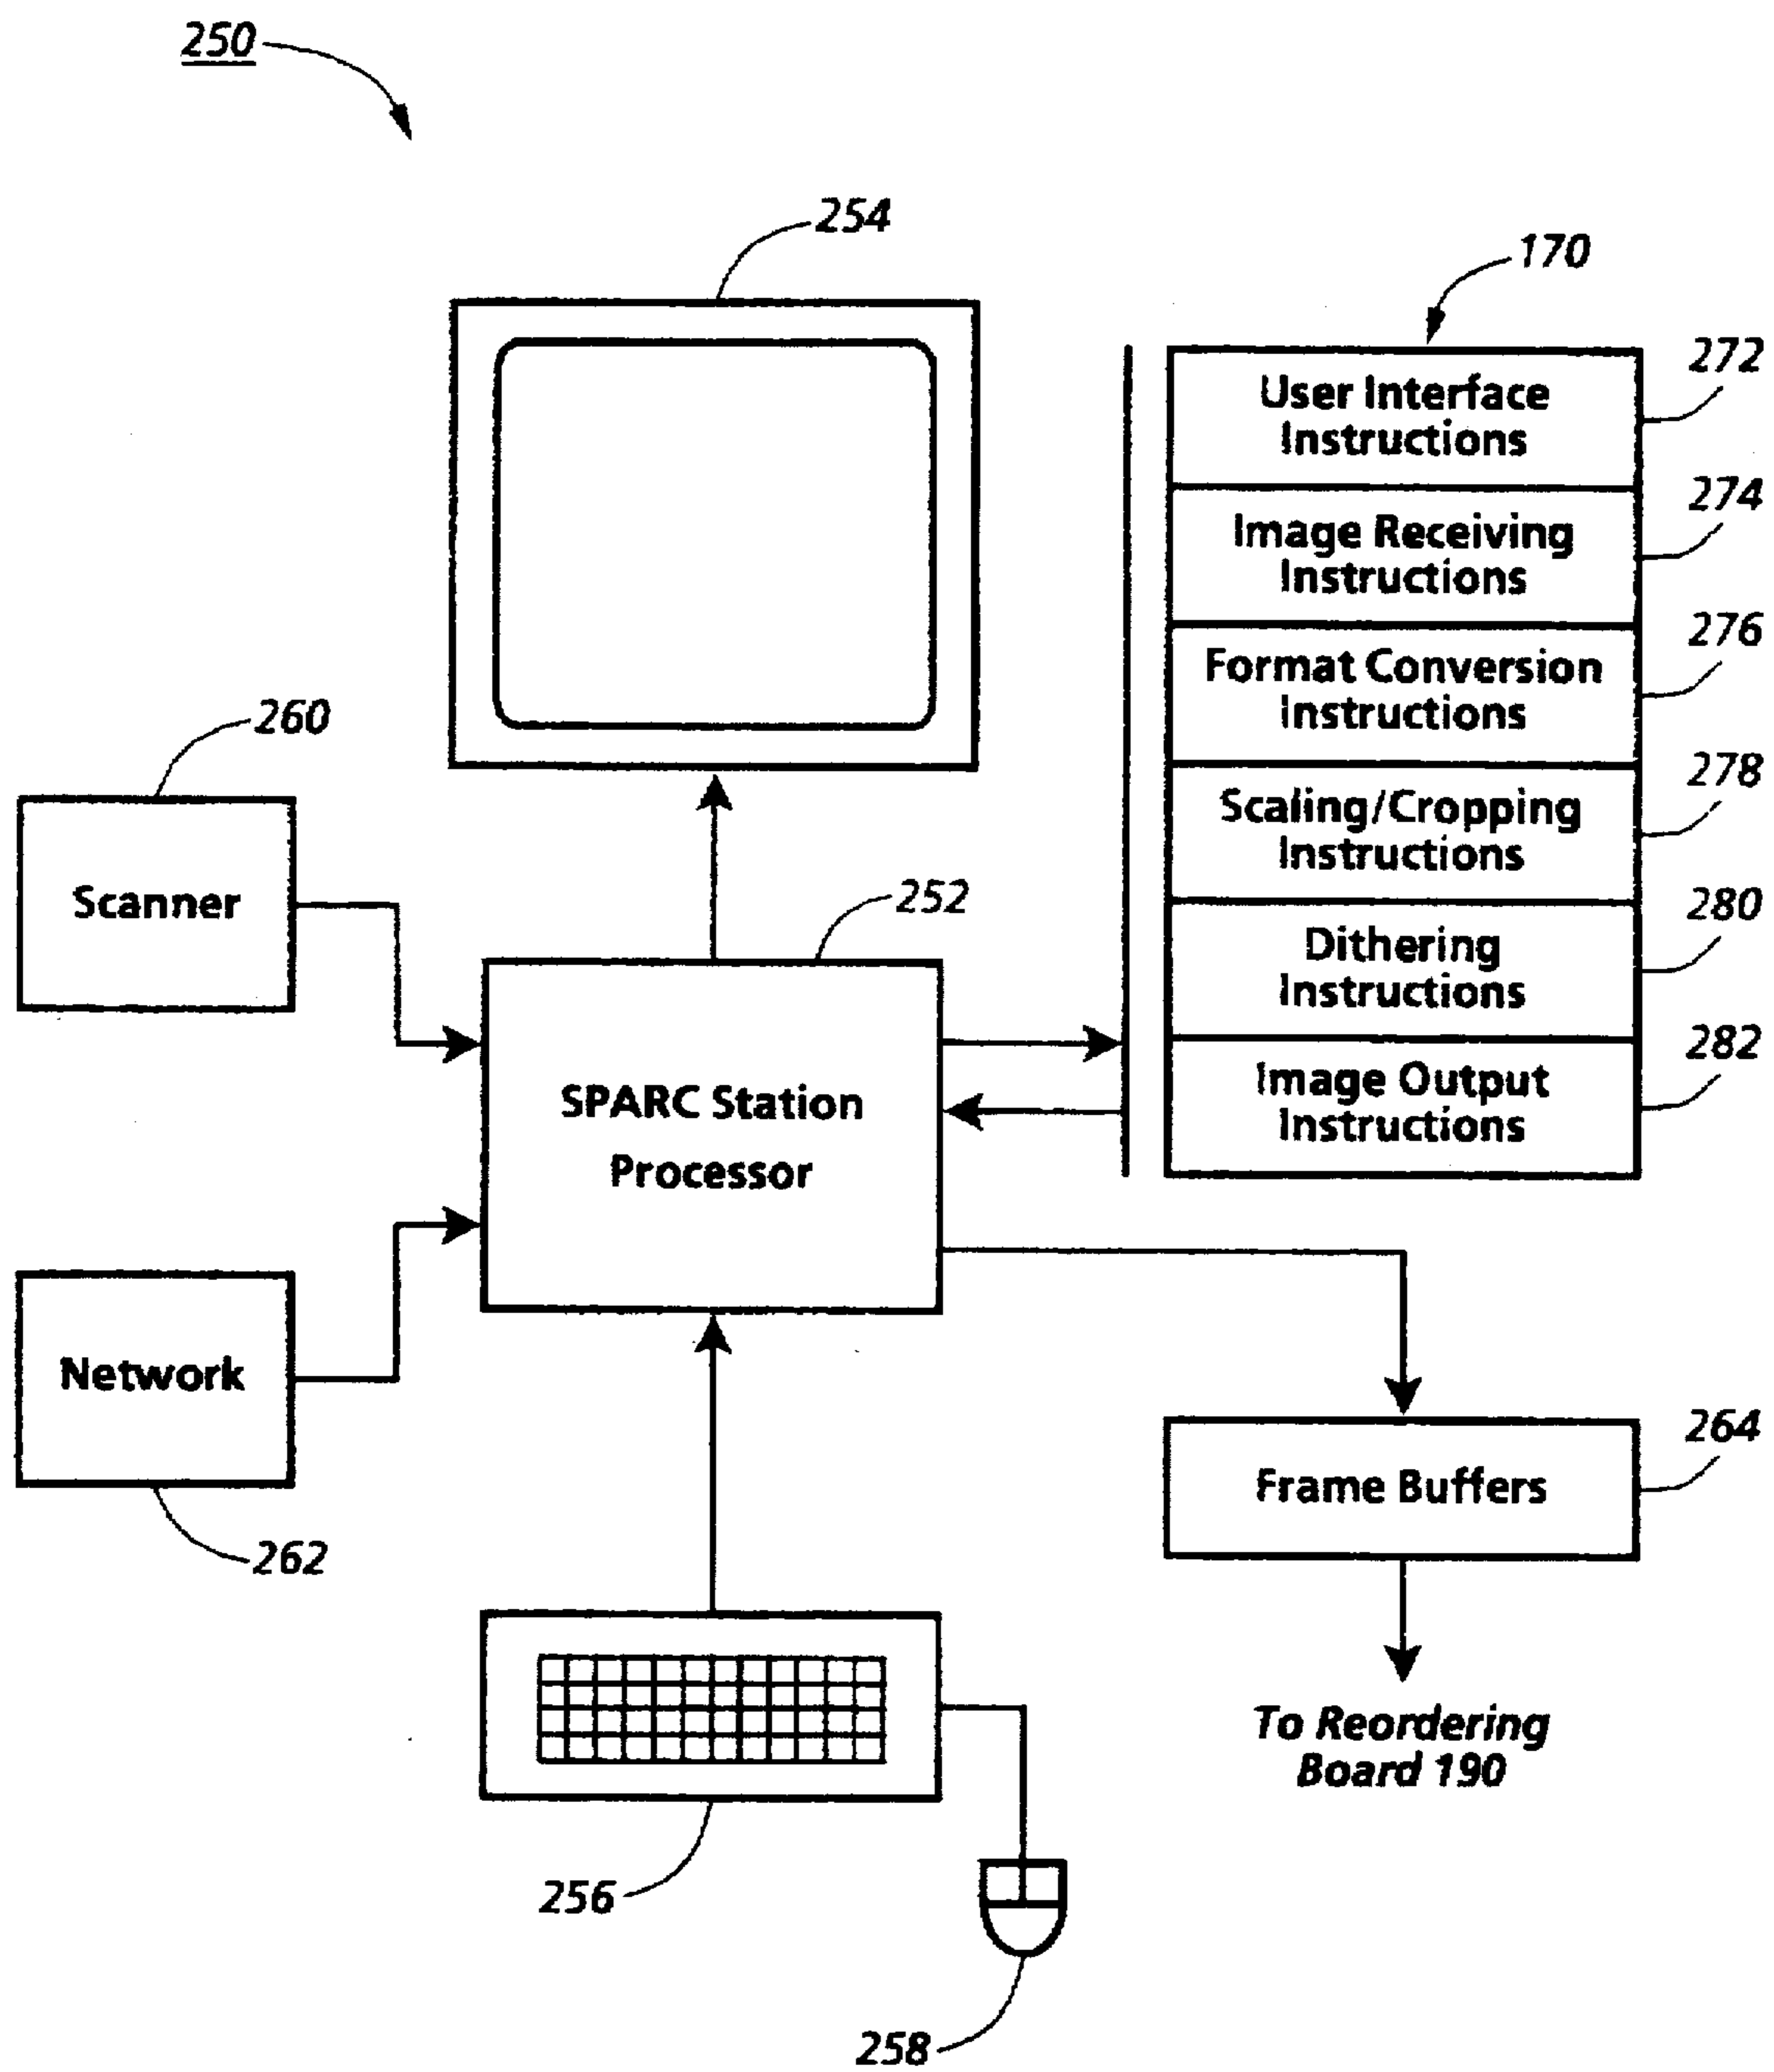 250
254
170
User Interface
Instructions
272
Image Receiving
Instructions
274
Format Conversion
Instructions
276
Scaling/Cropping
Instructions
278
Dithering
Instructions
280
Image Output
Instructions
282
260
Scanner
252
SPARC Station
Processor
Network
262
Frame Buffers
264
To Reordering
Board 190
256
258